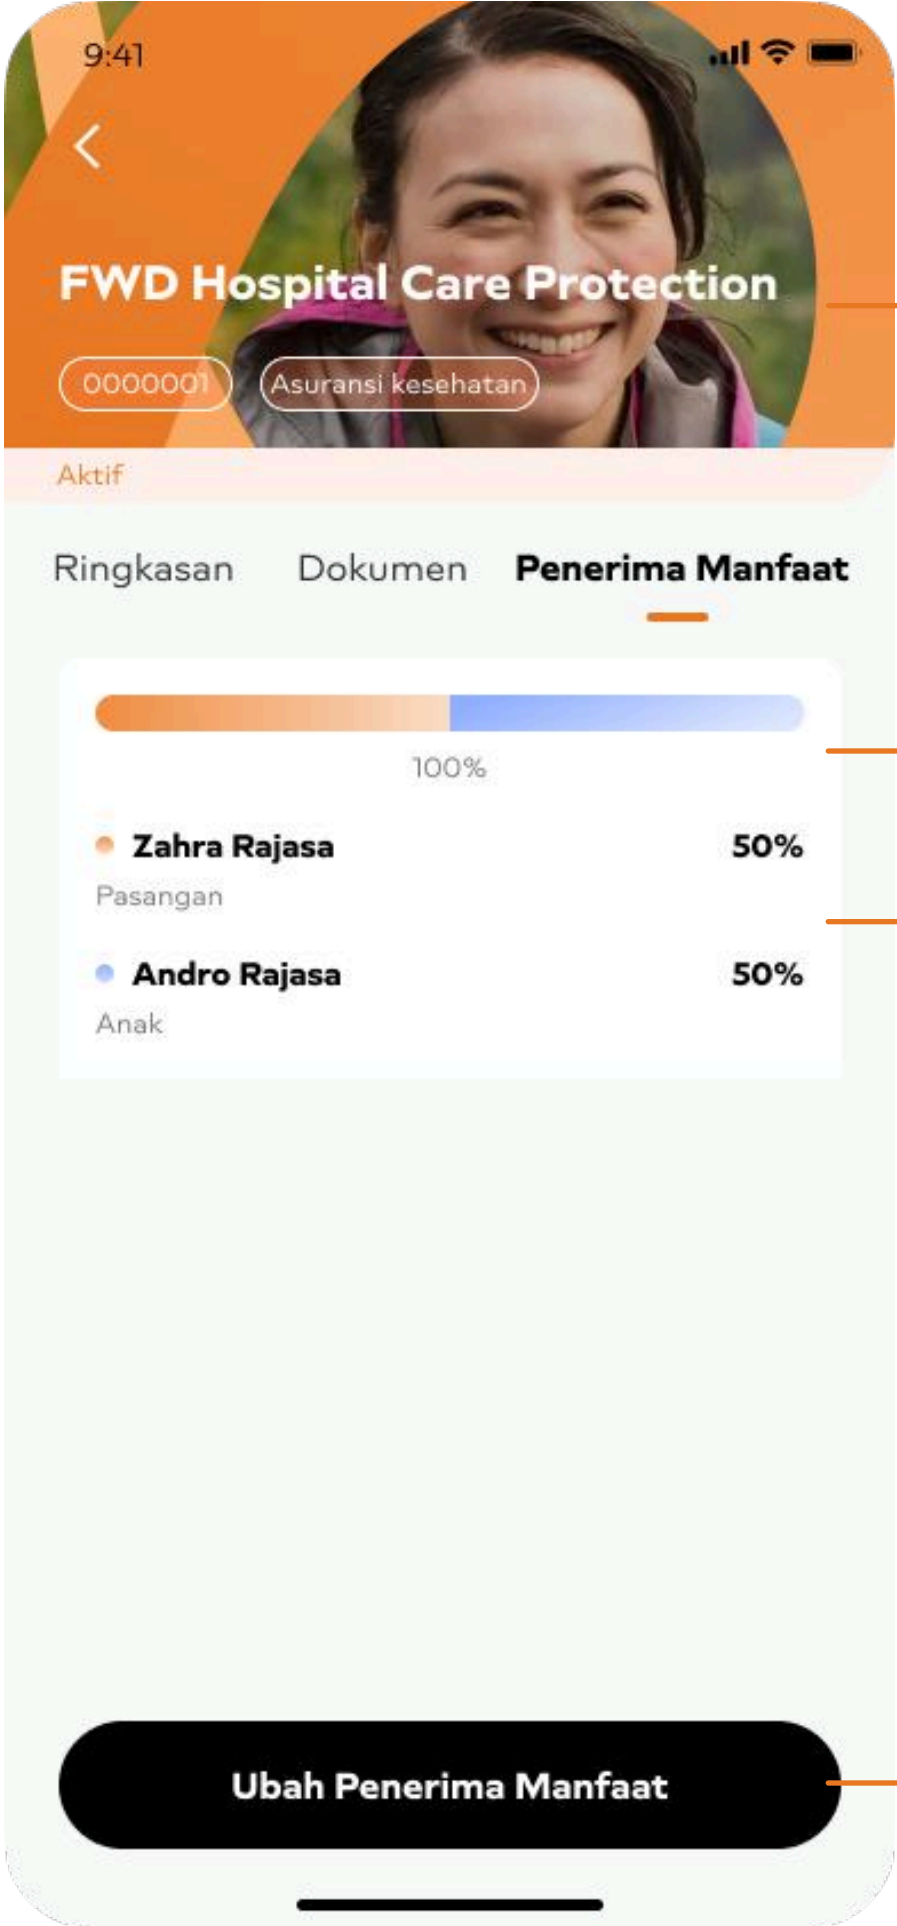 9:41
FWD Hospital Care Protection
0000001 Asuransi kesehatan
Aktif
Ringkasan Dokumen Penerima Manfaat
100%
Zahra Rajasa 50%
Pasangan
Andro Rajasa 50%
Anak
Ubah Penerima Manfaat